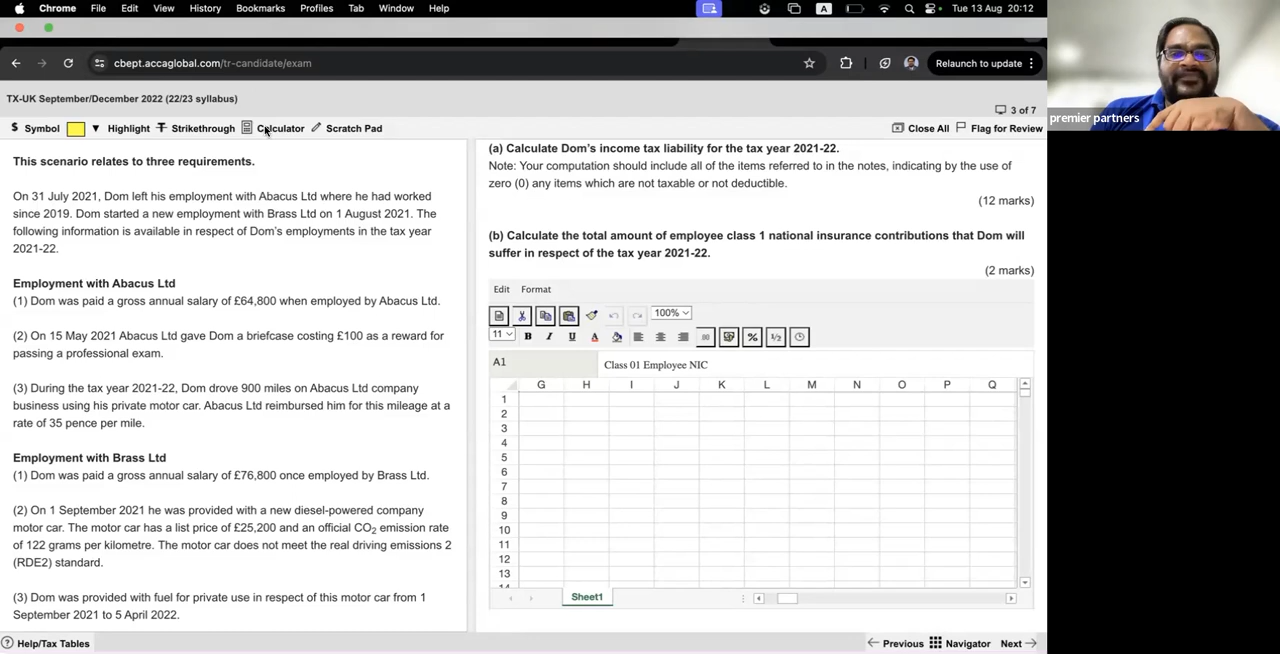 Chrome File Edit View History Bookmarks Profiles Tab Window Help
A
Tue 13 Aug 20:12
cbept.accaglobal.com/tr-candidate/exam
Relaunch to update
TX-UK September/December 2022 (22/23 syllabus)
3 of 7
$ Symbol Highlight Strikethrough Calculator Scratch Pad
Close All Flag for Review
premier partners
This scenario relates to three requirements.
On 31 July 2021, Dom left his employment with Abacus Ltd where he had worked
since 2019. Dom started a new employment with Brass Ltd on 1 August 2021. The
following information is available in respect of Dom's employments in the tax year
2021-22.
Employment with Abacus Ltd
(1) Dom was paid a gross annual salary of £64,800 when employed by Abacus Ltd.
(2) On 15 May 2021 Abacus Ltd gave Dom a briefcase costing £100 as a reward for
passing a professional exam.
(3) During the tax year 2021-22, Dom drove 900 miles on Abacus Ltd company
business using his private motor car. Abacus Ltd reimbursed him for this mileage at a
rate of 35 pence per mile.
Employment with Brass Ltd
(1) Dom was paid a gross annual salary of £76,800 once employed by Brass Ltd.
(2) On 1 September 2021 he was provided with a new diesel-powered company
motor car. The motor car has a list price of £25,200 and an official CO2 emission rate
of 122 grams per kilometre. The motor car does not meet the real driving emissions 2
(RDE2) standard.
(3) Dom was provided with fuel for private use in respect of this motor car from 1
September 2021 to 5 April 2022.
(a) Calculate Dom's income tax liability for the tax year 2021-22.
Note: Your computation should include all of the items referred to in the notes, indicating by the use of
zero (0) any items which are not taxable or not deductible.
(12 marks)
(b) Calculate the total amount of employee class 1 national insurance contributions that Dom will
suffer in respect of the tax year 2021-22.
(2 marks)
Edit Format
100%
11 B I U A % ½
A1 Class 01 Employee NIC
G H I J K L M N O P Q
1
2
3
4
5
6
7
8
9
10
11
12
13
14
Sheet1
Help/Tax Tables
Previous Navigator Next